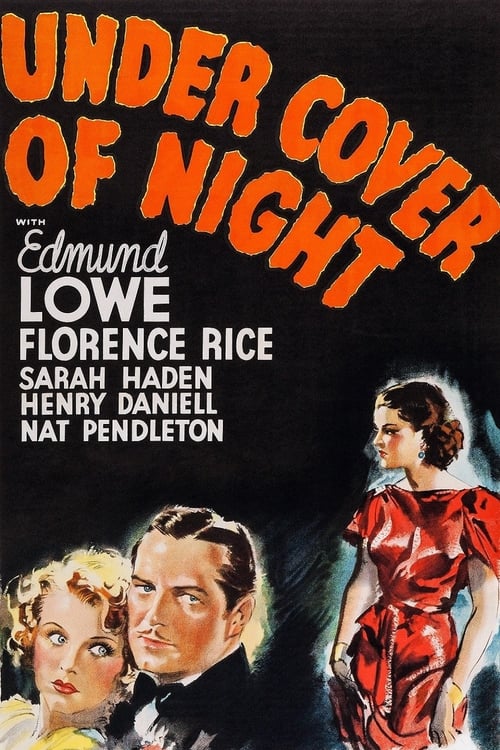 UNDER COVER
OF NIGHT
WITH
Edmund
LOWE
FLORENCE RICE
SARAH HADEN
HENRY DANIELL
NAT PENDLETON